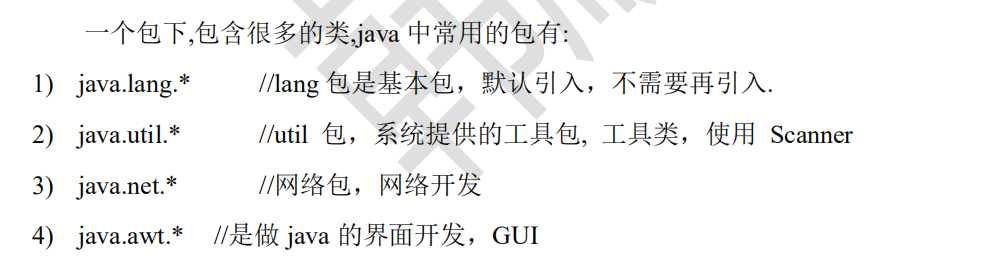 一个包下,包含很多的类,java 中常用的包有:
1) java.lang.* //lang 包是基本包，默认引入，不需要再引入.
2) java.util.* //util 包，系统提供的工具包, 工具类，使用 Scanner
3) java.net.* //网络包，网络开发
4) java.awt.* //是做 java 的界面开发，GUI